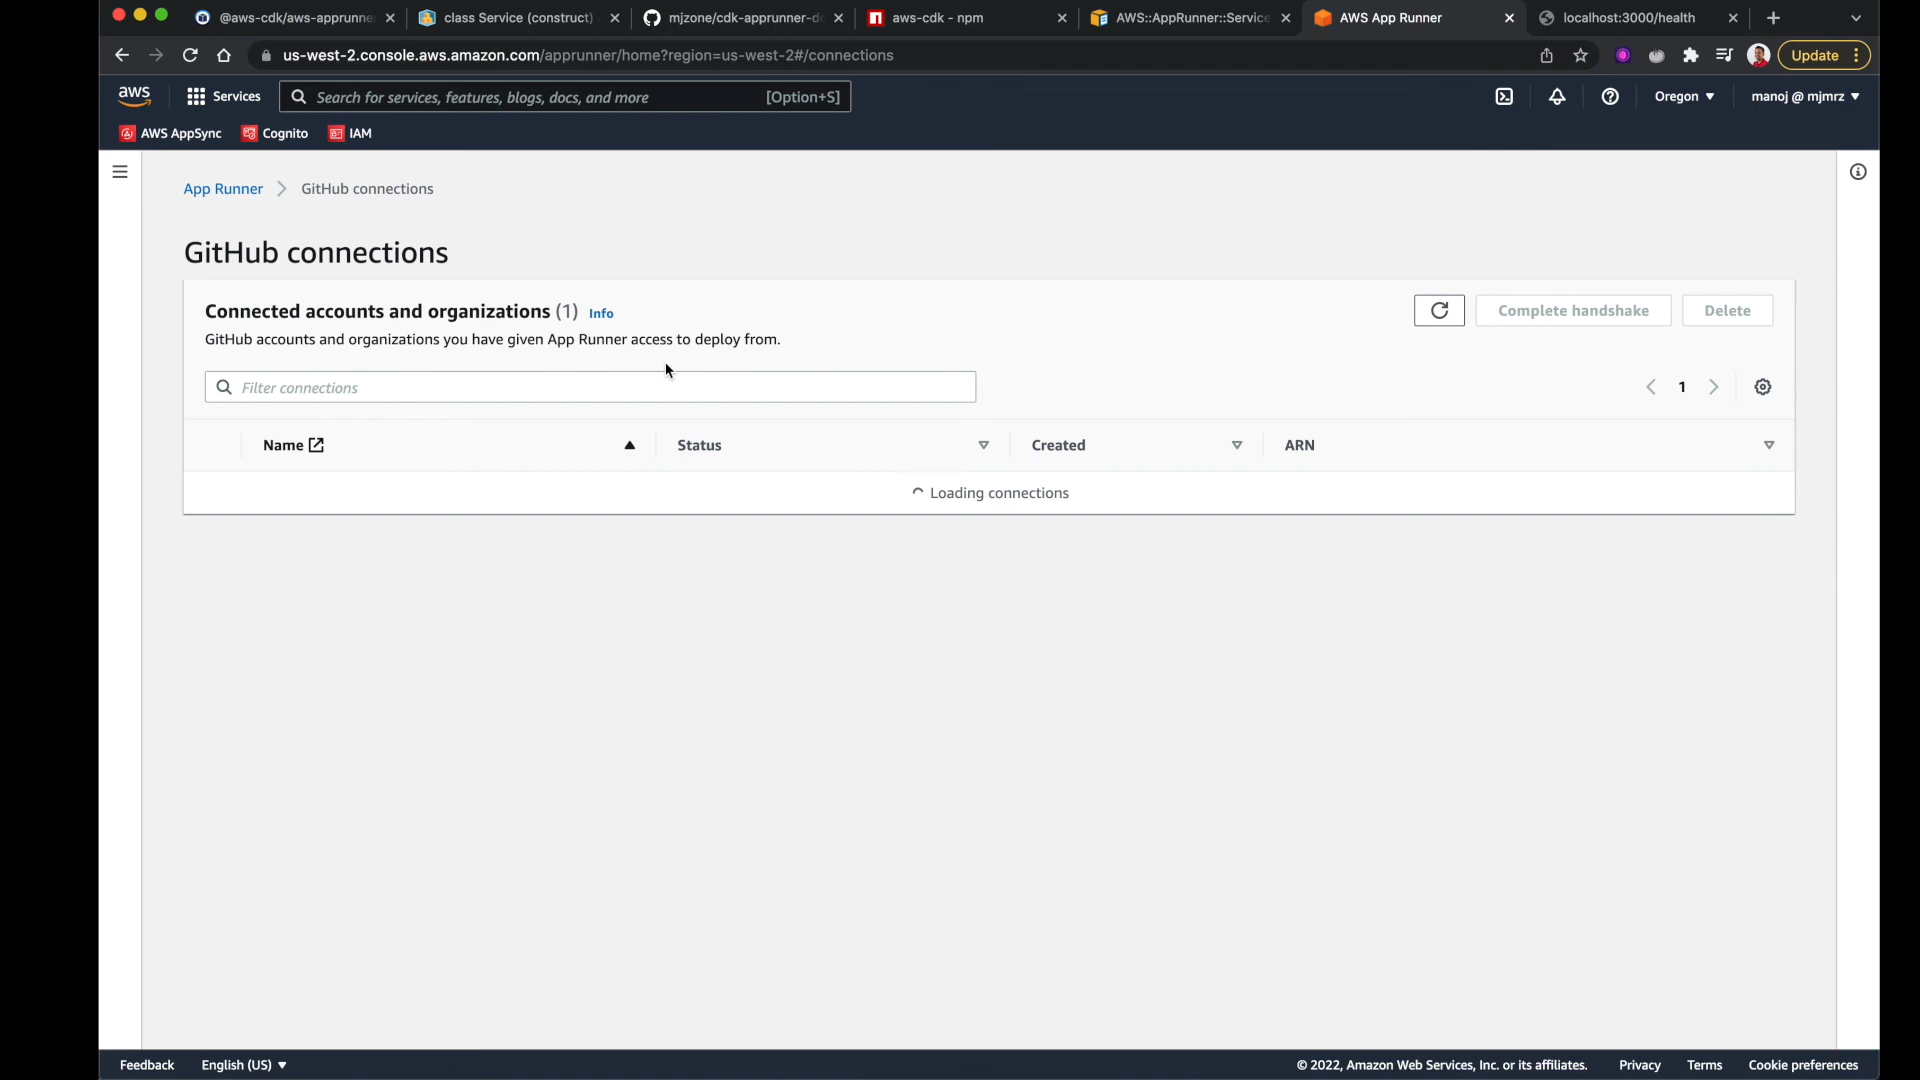 @aws-cdk/aws-apprunne
class Service (construct)
mjzone/cdk-apprunner-de
aws-cdk - npm
AWS::AppRunner::Service
AWS App Runner
localhost:3000/health
us-west-2.console.aws.amazon.com/apprunner/home?region=us-west-2#/connections
Update
aws
Services
Search for services, features, blogs, docs, and more
[Option+S]
Oregon
manoj @ mjmrz
AWS AppSync
Cognito
IAM
App Runner
GitHub connections
GitHub connections
Connected accounts and organizations (1)
Info
Complete handshake
Delete
GitHub accounts and organizations you have given App Runner access to deploy from.
Filter connections
1
Name
Status
Created
ARN
Loading connections
Feedback
English (US)
© 2022, Amazon Web Services, Inc. or its affiliates.
Privacy
Terms
Cookie preferences